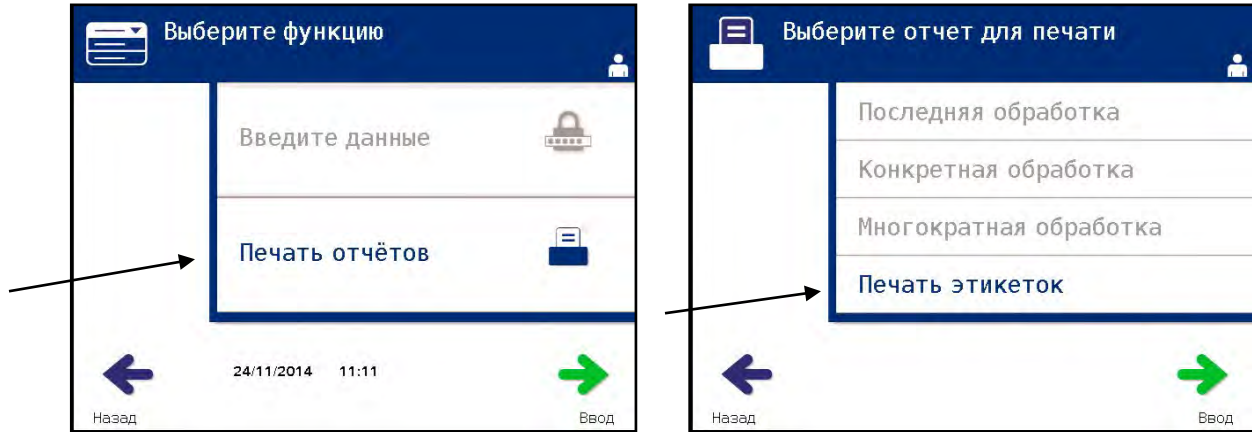 Выберите функцию
Введите данные
Печать отчётов
24/11/2014 11:11
Назад
Ввод
Выберите отчет для печати
Последняя обработка
Конкретная обработка
Многократная обработка
Печать этикеток
Назад
Ввод